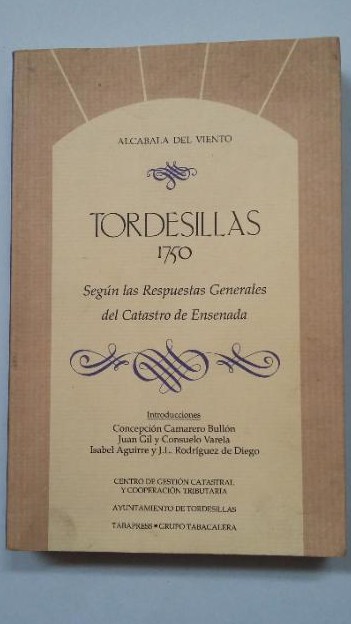 ALCABALA DEL VIENTO
TORDESILLAS
1750
Según las Respuestas Generales
del Catastro de Ensenada
Introducciones
Concepción Camarero Bullón
Juan Gil y Consuelo Varela
Isabel Aguirre y J.L. Rodríguez de Diego
CENTRO DE GESTIÓN CATASTRAL
Y COOPERACIÓN TRIBUTARIA
AYUNTAMIENTO DE TORDESILLAS
TABAPRESS ▪ GRUPO TABACALERA